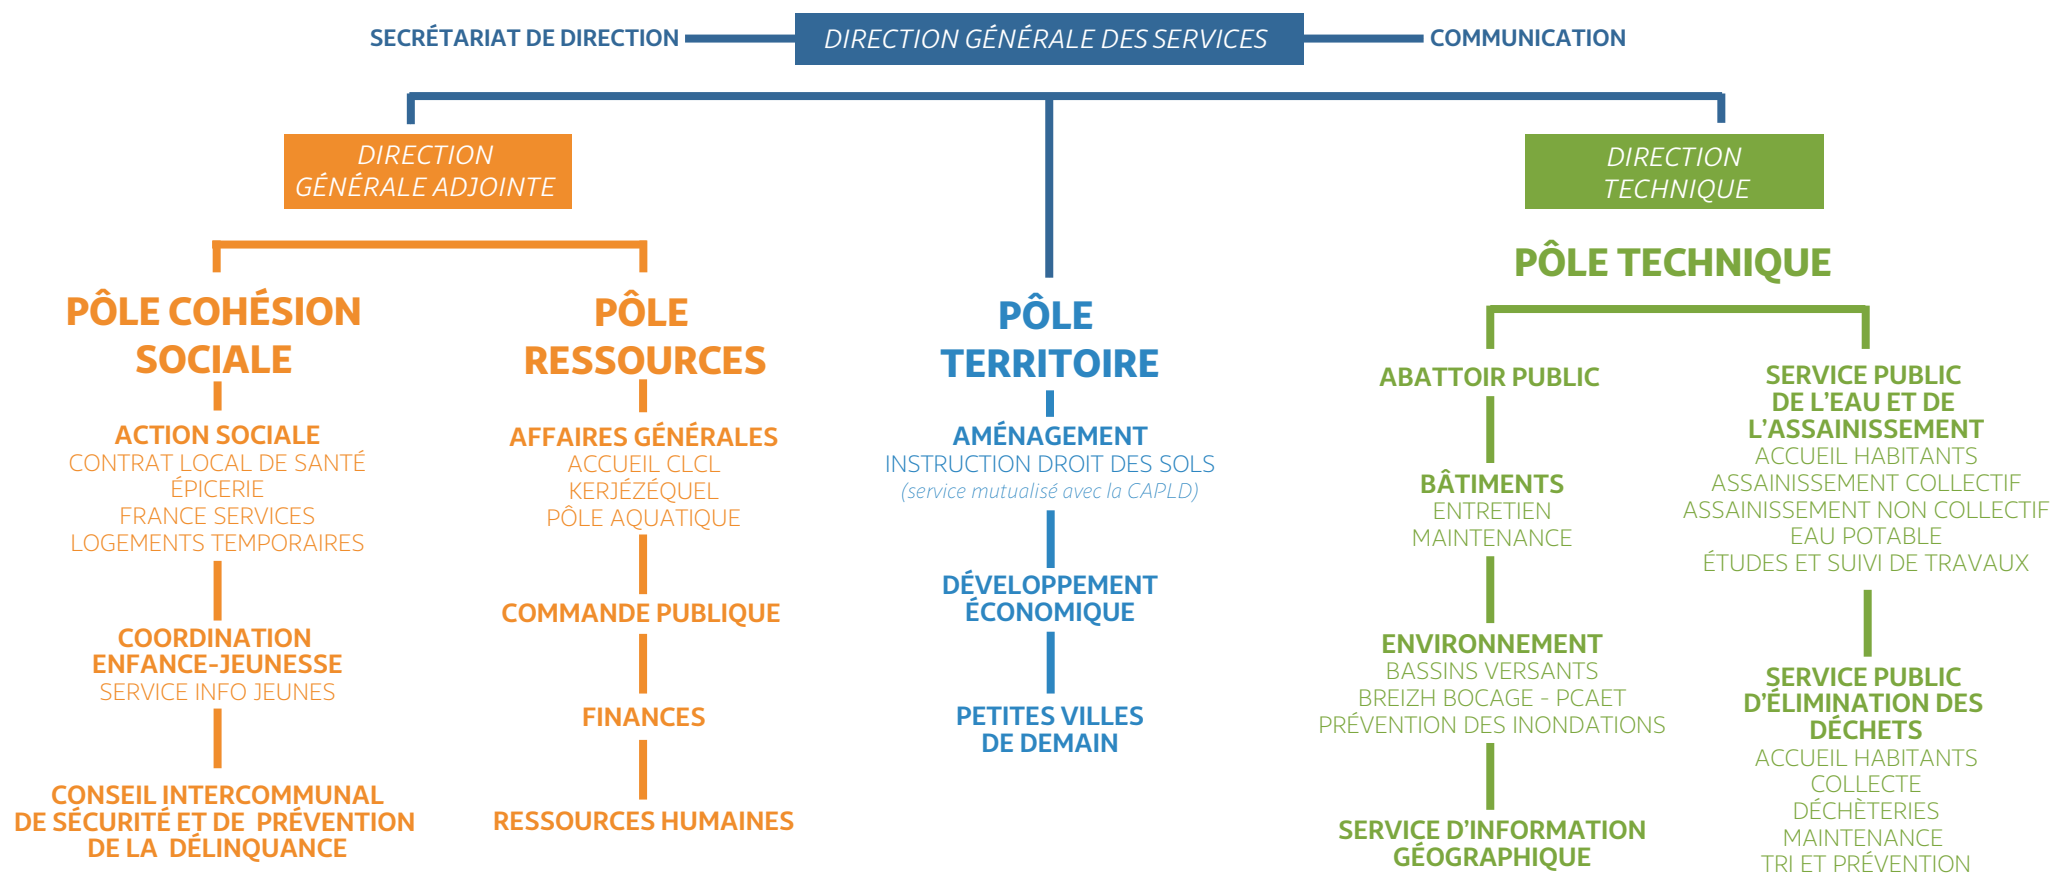 SECRÉTARIAT DE DIRECTION
DIRECTION GÉNÉRALE DES SERVICES
COMMUNICATION
DIRECTION
GÉNÉRALE ADJOINTE
PÔLE COHÉSION
SOCIALE
ACTION SOCIALE
CONTRAT LOCAL DE SANTÉ
ÉPICERIE
FRANCE SERVICES
LOGEMENTS TEMPORAIRES
COORDINATION
ENFANCE-JEUNESSE
SERVICE INFO JEUNES
CONSEIL INTERCOMMUNAL
DE SÉCURITÉ ET DE PRÉVENTION
DE LA DÉLINQUANCE
PÔLE
RESSOURCES
AFFAIRES GÉNÉRALES
ACCUEIL CLCL
KERJÉZÉQUEL
PÔLE AQUATIQUE
COMMANDE PUBLIQUE
FINANCES
RESSOURCES HUMAINES
PÔLE
TERRITOIRE
AMÉNAGEMENT
INSTRUCTION DROIT DES SOLS
(service mutualisé avec la CAPLD)
DÉVELOPPEMENT
ÉCONOMIQUE
PETITES VILLES
DE DEMAIN
DIRECTION
TECHNIQUE
PÔLE TECHNIQUE
ABATTOIR PUBLIC
BÂTIMENTS
ENTRETIEN
MAINTENANCE
ENVIRONNEMENT
BASSINS VERSANTS
BREIZH BOCAGE - PCAET
PRÉVENTION DES INONDATIONS
SERVICE D'INFORMATION
GÉOGRAPHIQUE
SERVICE PUBLIC
DE L'EAU ET DE
L'ASSAINISSEMENT
ACCUEIL HABITANTS
ASSAINISSEMENT COLLECTIF
ASSAINISSEMENT NON COLLECTIF
EAU POTABLE
ÉTUDES ET SUIVI DE TRAVAUX
SERVICE PUBLIC
D'ÉLIMINATION DES
DÉCHETS
ACCUEIL HABITANTS
COLLECTE
DÉCHÈTERIES
MAINTENANCE
TRI ET PRÉVENTION